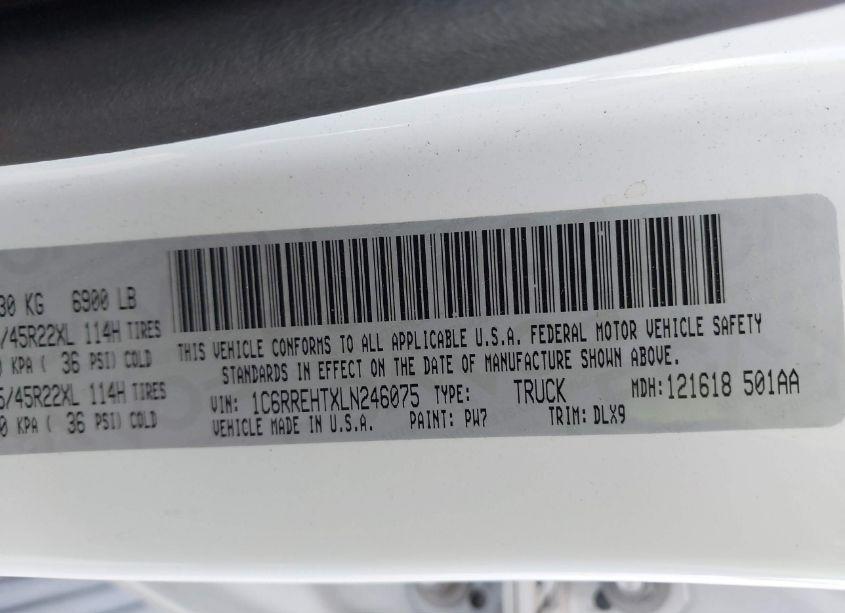 30 KG 6900 LB
/45R22XL 114H TIRES
0 KPA ( 36 PSI) COLD
5/45R22XL 114H TIRES
0 KPA ( 36 PSI) COLD
THIS VEHICLE CONFORMS TO ALL APPLICABLE U.S.A. FEDERAL MOTOR VEHICLE SAFETY
STANDARDS IN EFFECT ON THE DATE OF MANUFACTURE SHOWN ABOVE.
VIN: 1C6RREHTXLN246075 TYPE: TRUCK MDH: 121618 501AA
VEHICLE MADE IN U.S.A. PAINT: PW7 TRIM: DLX9